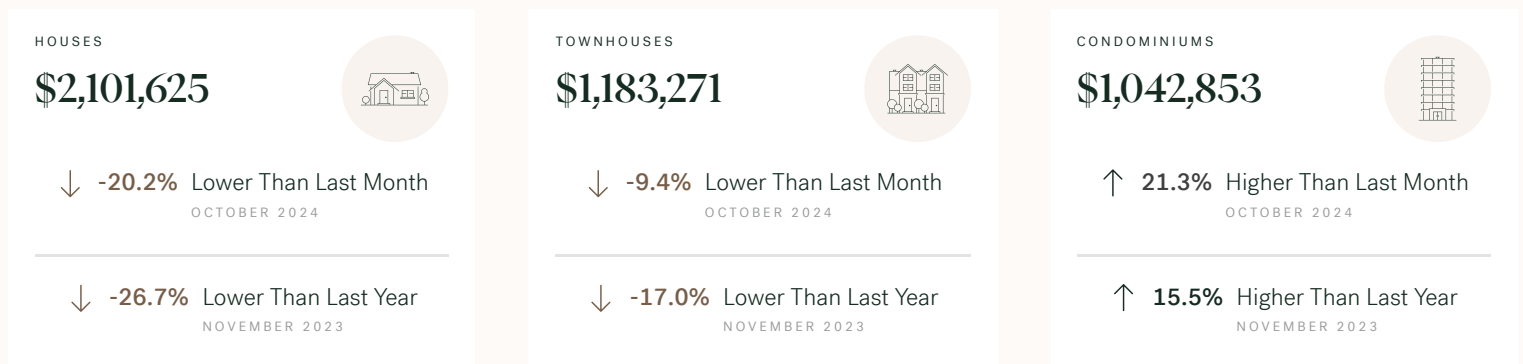 HOUSES
$2,101,625
-20.2% Lower Than Last Month
OCTOBER 2024
-26.7% Lower Than Last Year
NOVEMBER 2023
TOWNHOUSES
$1,183,271
-9.4% Lower Than Last Month
OCTOBER 2024
-17.0% Lower Than Last Year
NOVEMBER 2023
CONDOMINIUMS
$1,042,853
21.3% Higher Than Last Month
OCTOBER 2024
15.5% Higher Than Last Year
NOVEMBER 2023